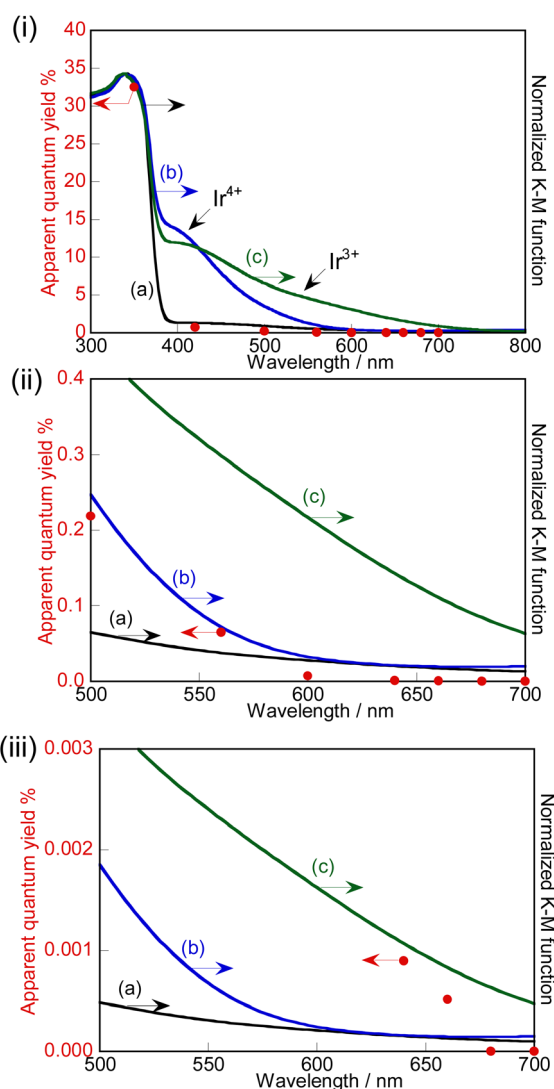 (i)
Apparent quantum yield %
40
35
30
25
20
15
10
5
0
(a)
(b)
Ir4+
(c)
Ir3+
Normalized K-M function
300 400 500 600 700 800
Wavelength / nm
(ii)
Apparent quantum yield %
0.4
0.3
0.2
0.1
0.0
(a)
(b)
(c)
Normalized K-M function
500 550 600 650 700
Wavelength / nm
(iii)
Apparent quantum yield %
0.003
0.002
0.001
0.000
(a)
(b)
(c)
Normalized K-M function
500 550 600 650 700
Wavelength / nm